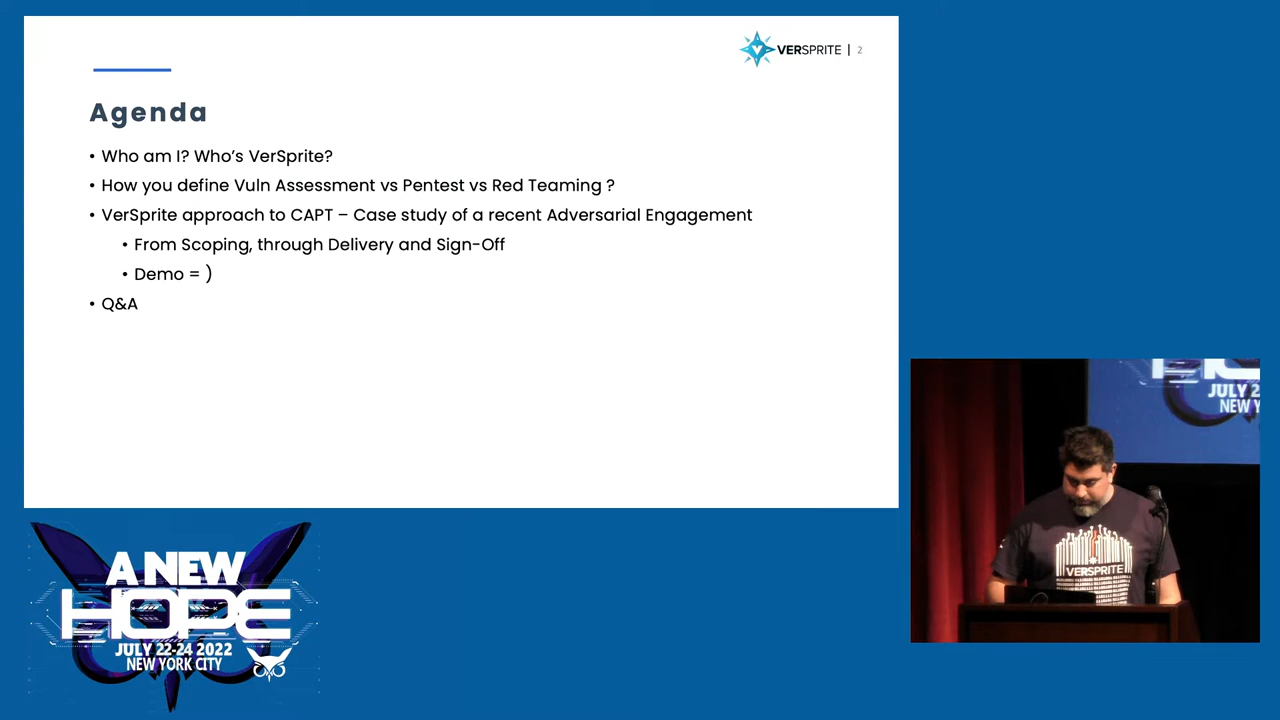 VERSPRITE | 2
Agenda
• Who am I? Who's VerSprite?
• How you define Vuln Assessment vs Pentest vs Red Teaming ?
• VerSprite approach to CAPT – Case study of a recent Adversarial Engagement
• From Scoping, through Delivery and Sign-Off
• Demo = )
• Q&A
JULY 2
NEW Y
VERSPRITE
A NEW
HOPE
JULY 22-24 2022
NEW YORK CITY